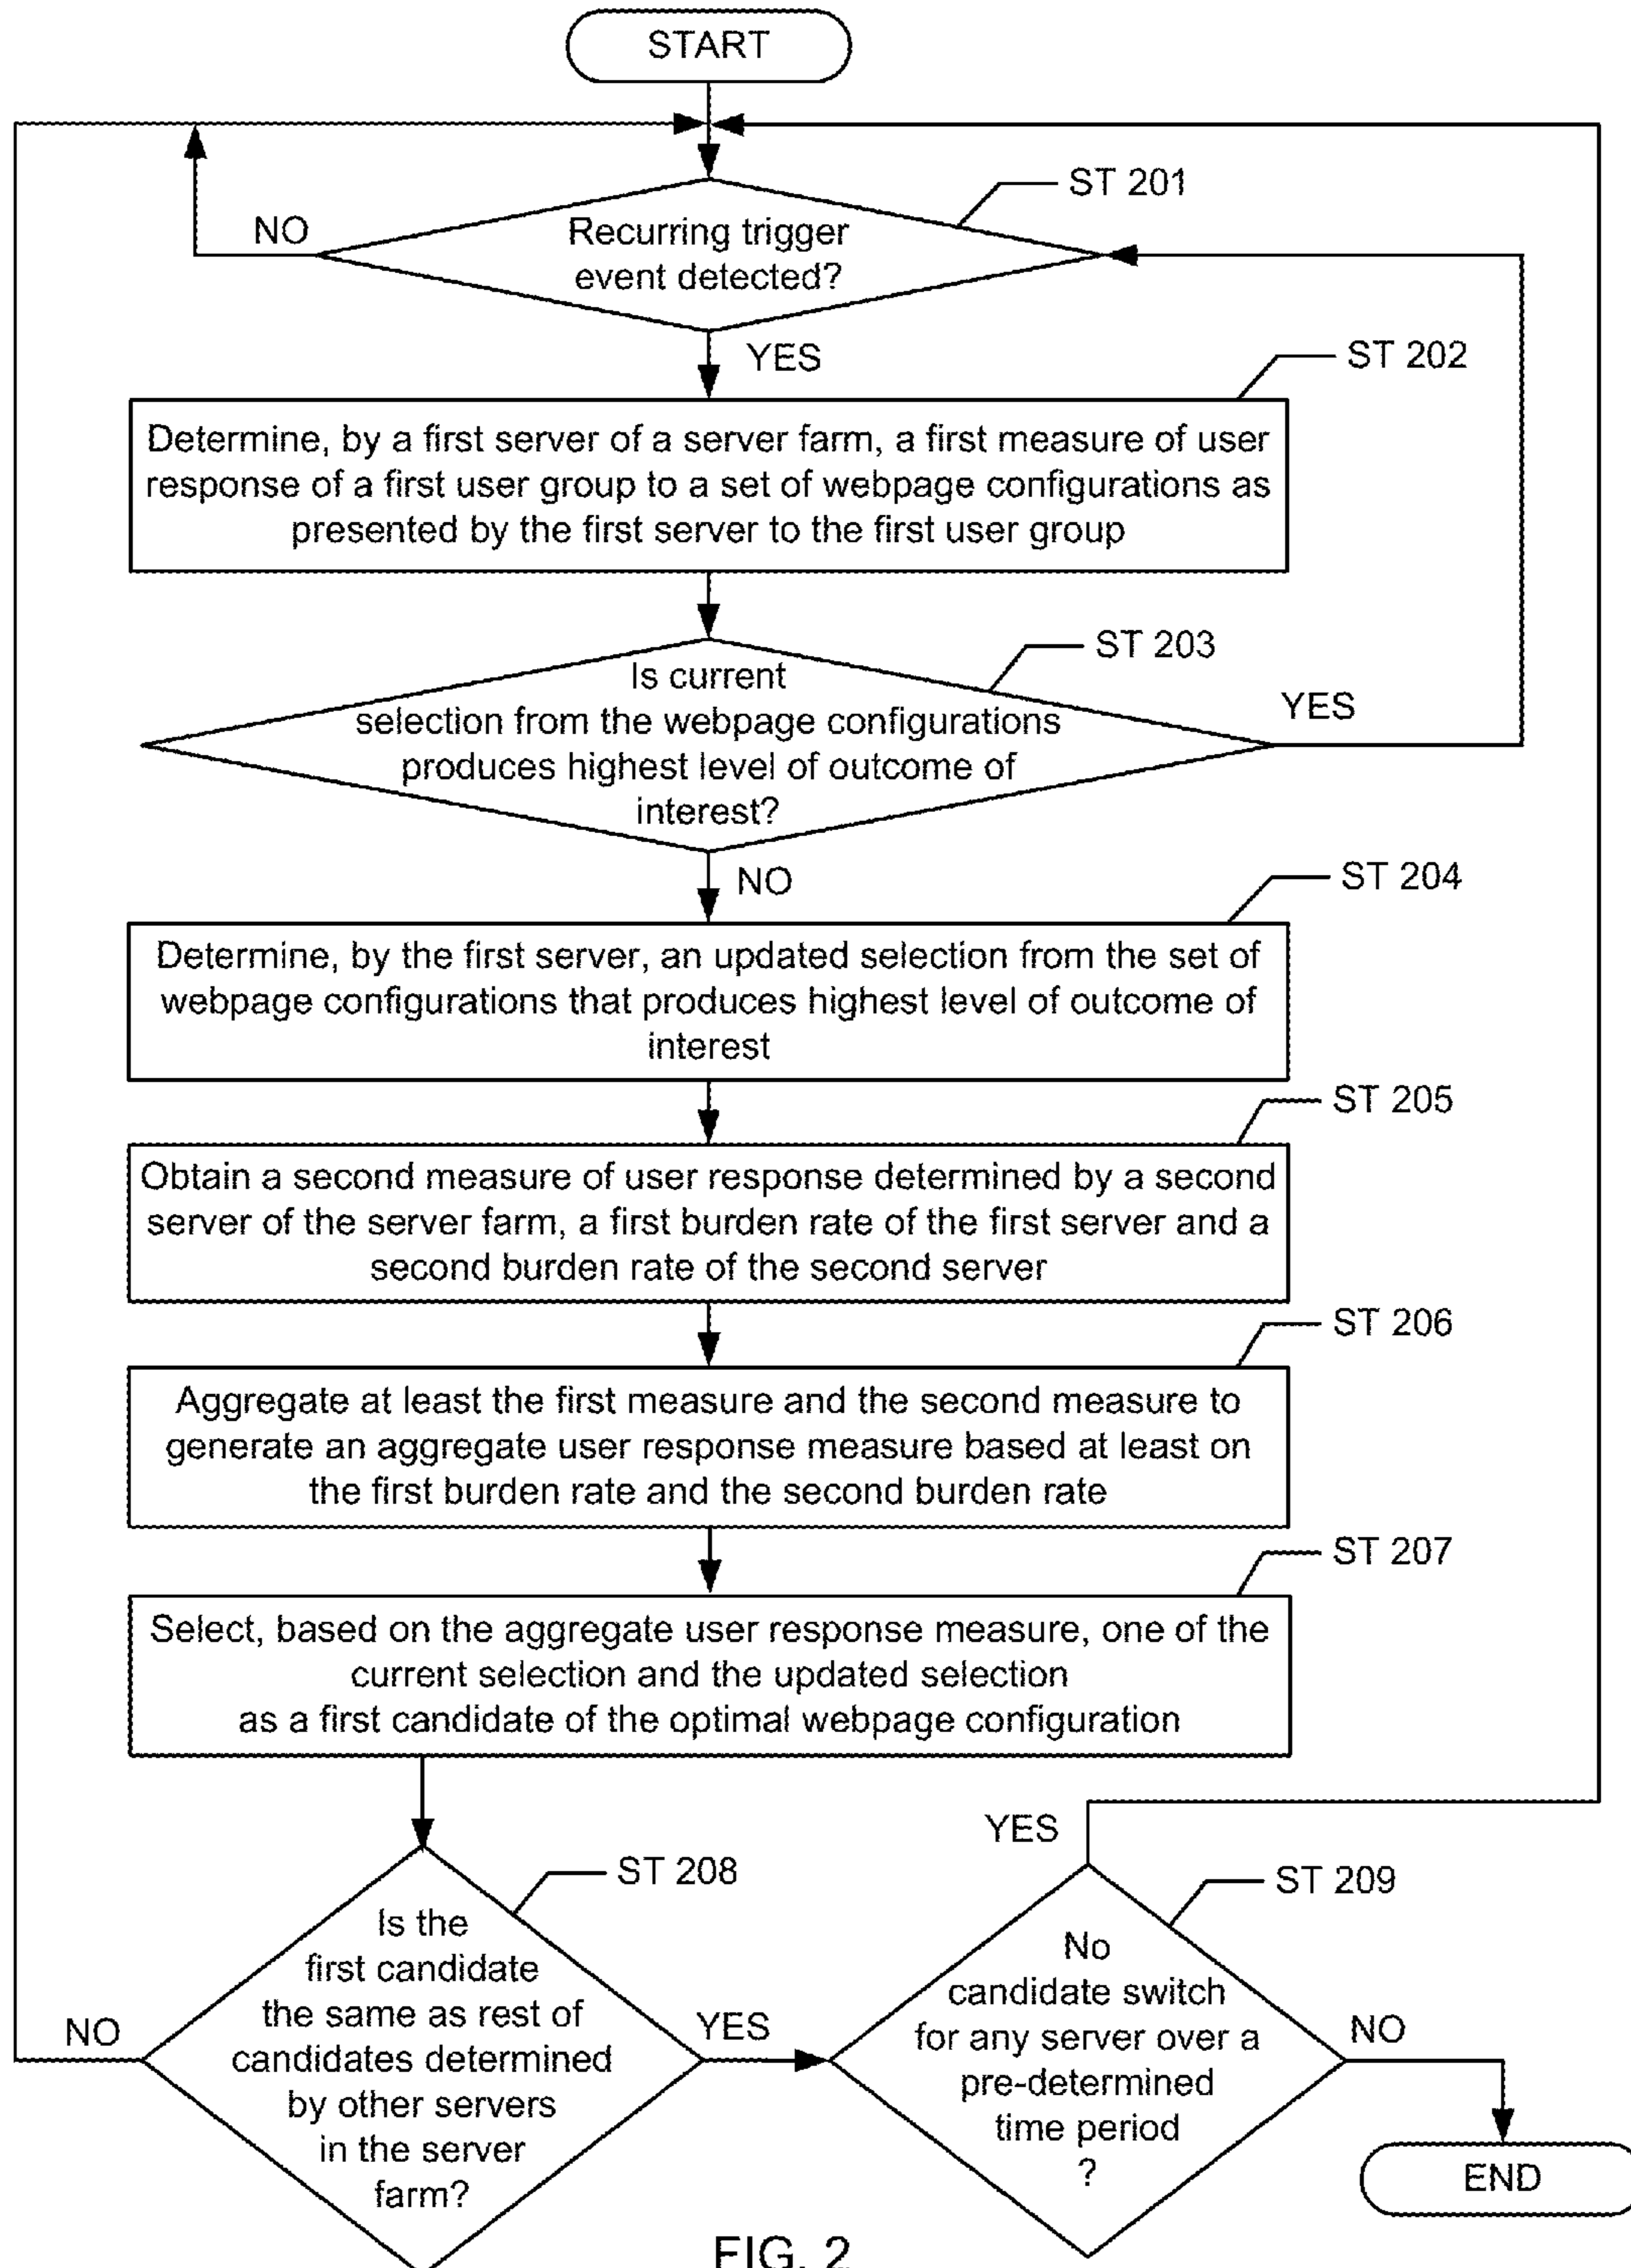 START
ST 201
NO
Recurring trigger
event detected?
YES
ST 202
Determine, by a first server of a server farm, a first measure of user
response of a first user group to a set of webpage configurations as
presented by the first server to the first user group
ST 203
Is current
selection from the webpage configurations
produces highest level of outcome of
interest?
YES
NO
ST 204
Determine, by the first server, an updated selection from the set of
webpage configurations that produces highest level of outcome of
interest
ST 205
Obtain a second measure of user response determined by a second
server of the server farm, a first burden rate of the first server and a
second burden rate of the second server
ST 206
Aggregate at least the first measure and the second measure to
generate an aggregate user response measure based at least on
the first burden rate and the second burden rate
ST 207
Select, based on the aggregate user response measure, one of the
current selection and the updated selection
as a first candidate of the optimal webpage configuration
ST 208
Is the
first candidate
the same as rest of
candidates determined
by other servers
in the server
farm?
NO
YES
YES
ST 209
No
candidate switch
for any server over a
pre-determined
time period
?
NO
END
FIG. 2